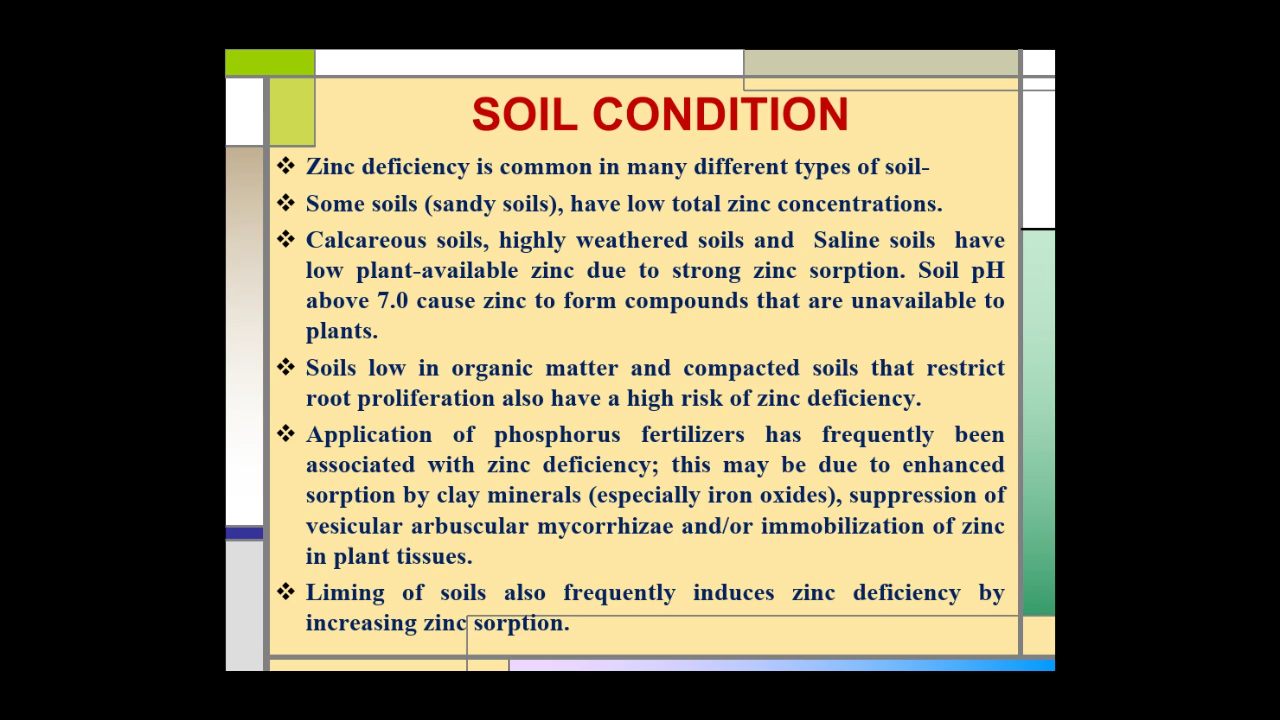 SOIL CONDITION
❖ Zinc deficiency is common in many different types of soil-
❖ Some soils (sandy soils), have low total zinc concentrations.
❖ Calcareous soils, highly weathered soils and Saline soils have
low plant-available zinc due to strong zinc sorption. Soil pH
above 7.0 cause zinc to form compounds that are unavailable to
plants.
❖ Soils low in organic matter and compacted soils that restrict
root proliferation also have a high risk of zinc deficiency.
❖ Application of phosphorus fertilizers has frequently been
associated with zinc deficiency; this may be due to enhanced
sorption by clay minerals (especially iron oxides), suppression of
vesicular arbuscular mycorrhizae and/or immobilization of zinc
in plant tissues.
❖ Liming of soils also frequently induces zinc deficiency by
increasing zinc sorption.